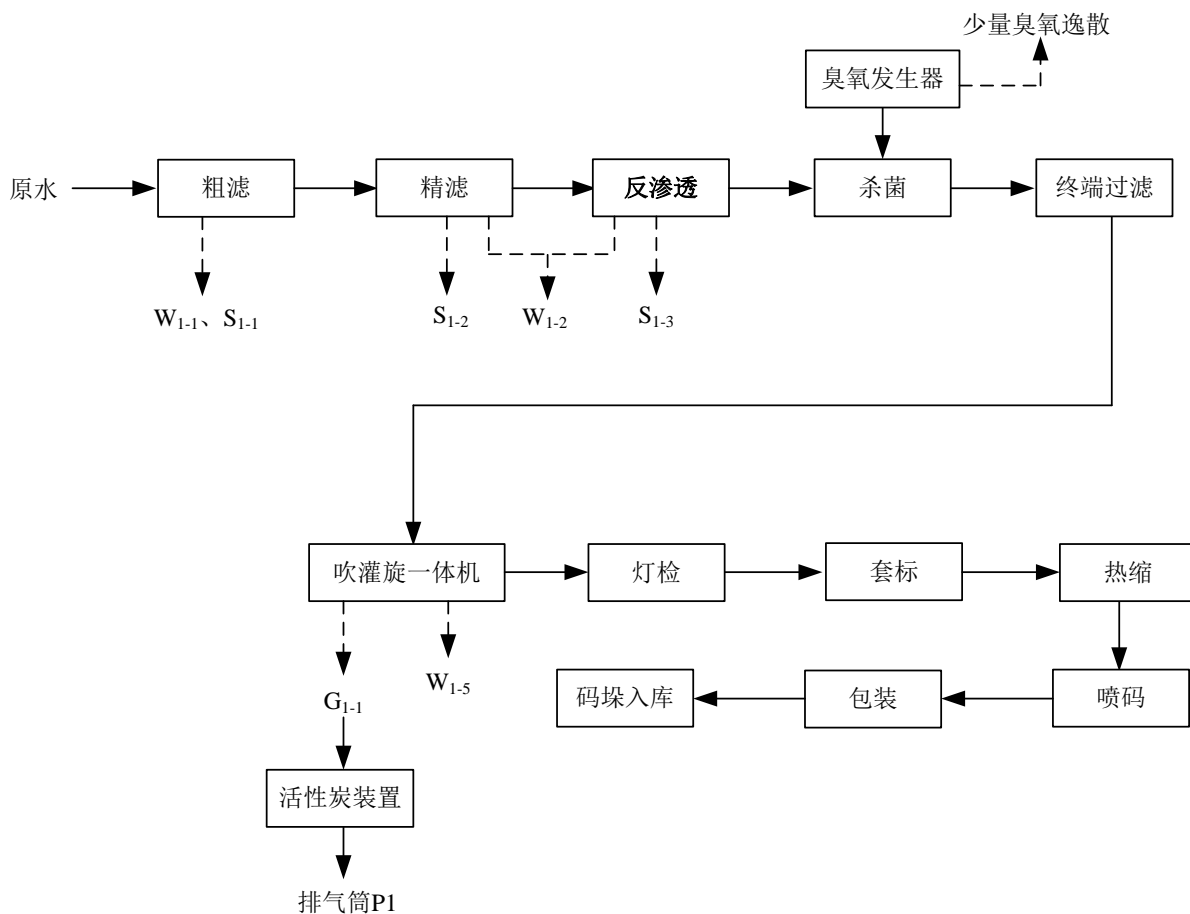 少量臭氧逸散
臭氧发生器
原水
粗滤
精滤
反渗透
杀菌
终端过滤
W1-1、S1-1
S1-2
W1-2
S1-3
吹灌旋一体机
灯检
套标
热缩
G1-1
W1-5
码垛入库
包装
喷码
活性炭装置
排气筒P1